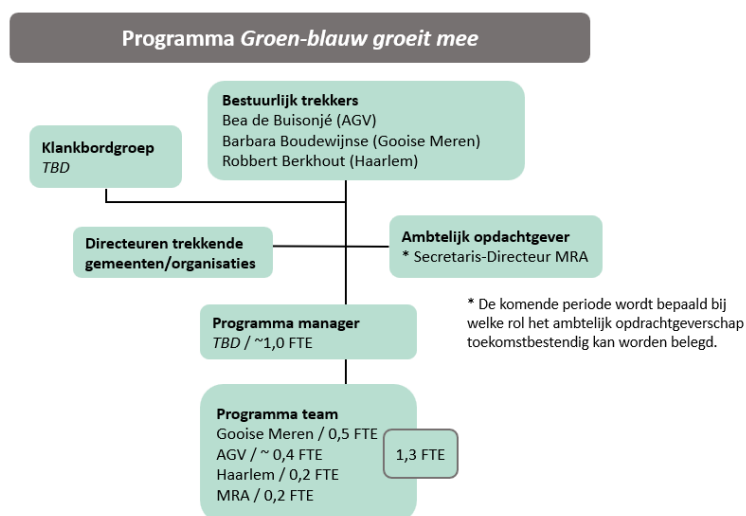 Programma Groen-blauw groeit mee
Bestuurlijk trekkers
Bea de Buisonjé (AGV)
Barbara Boudewijnse (Gooise Meren)
Robbert Berkhout (Haarlem)
Klankbordgroep
TBD
Directeuren trekkende
gemeenten/organisaties
Ambtelijk opdachtgever
* Secretaris-Directeur MRA
* De komende periode wordt bepaald bij
welke rol het ambtelijk opdrachtgeverschap
toekomstbestendig kan worden belegd.
Programma manager
TBD / ~1,0 FTE
Programma team
Gooise Meren / 0,5 FTE
AGV / ~ 0,4 FTE
Haarlem / 0,2 FTE
MRA / 0,2 FTE
1,3 FTE